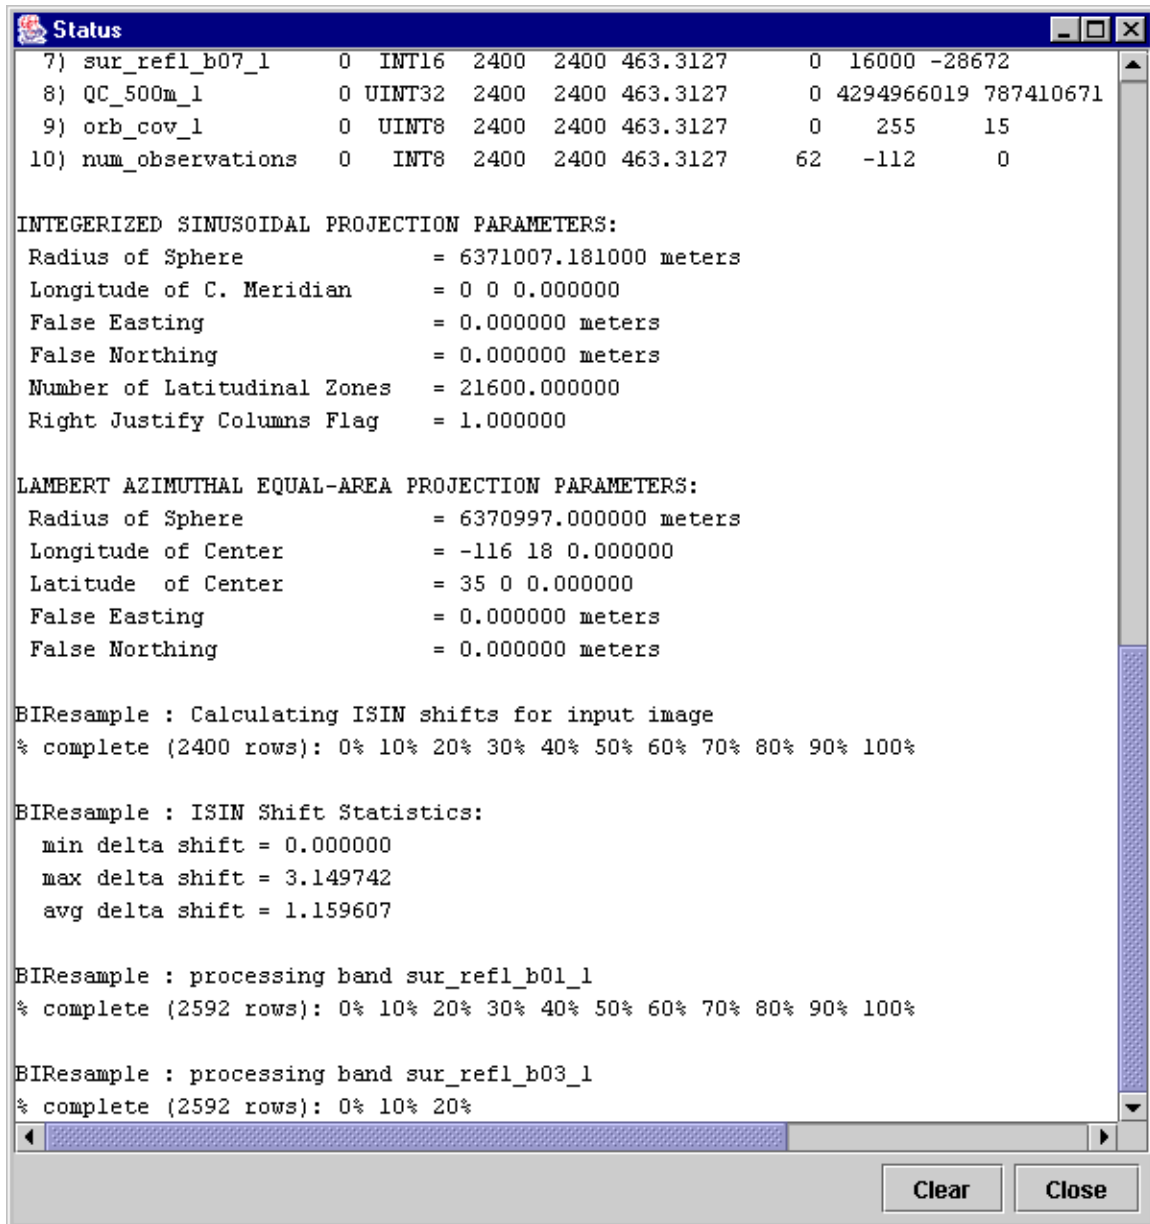 Status
7) sur_refl_b07_1 0 INT16 2400 2400 463.3127 0 16000 -28672
8) QC_500m_1 0 UINT32 2400 2400 463.3127 0 4294966019 787410671
9) orb_cov_1 0 UINT8 2400 2400 463.3127 0 255 15
10) num_observations 0 INT8 2400 2400 463.3127 62 -112 0
INTEGERIZED SINUSOIDAL PROJECTION PARAMETERS:
Radius of Sphere = 6371007.181000 meters
Longitude of C. Meridian = 0 0 0.000000
False Easting = 0.000000 meters
False Northing = 0.000000 meters
Number of Latitudinal Zones = 21600.000000
Right Justify Columns Flag = 1.000000
LAMBERT AZIMUTHAL EQUAL-AREA PROJECTION PARAMETERS:
Radius of Sphere = 6370997.000000 meters
Longitude of Center = -116 18 0.000000
Latitude of Center = 35 0 0.000000
False Easting = 0.000000 meters
False Northing = 0.000000 meters
BIResample : Calculating ISIN shifts for input image
% complete (2400 rows): 0% 10% 20% 30% 40% 50% 60% 70% 80% 90% 100%
BIResample : ISIN Shift Statistics:
min delta shift = 0.000000
max delta shift = 3.149742
avg delta shift = 1.159607
BIResample : processing band sur_refl_b01_1
% complete (2592 rows): 0% 10% 20% 30% 40% 50% 60% 70% 80% 90% 100%
BIResample : processing band sur_refl_b03_1
% complete (2592 rows): 0% 10% 20%
Clear Close